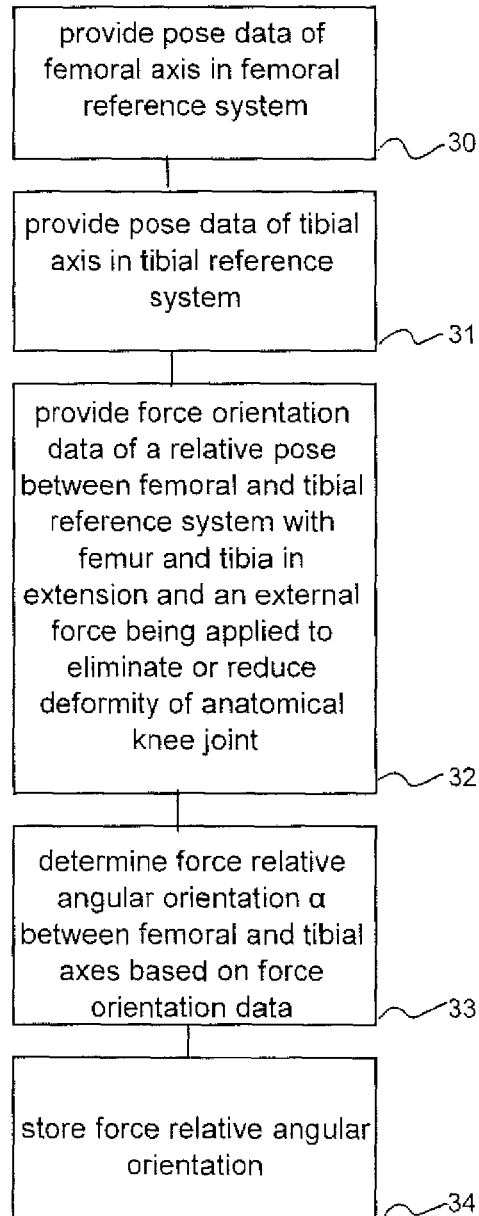 provide pose data of
femoral axis in femoral
reference system
30
provide pose data of tibial
axis in tibial reference
system
31
provide force orientation
data of a relative pose
between femoral and tibial
reference system with
femur and tibia in
extension and an external
force being applied to
eliminate or reduce
deformity of anatomical
knee joint
32
determine force relative
angular orientation α
between femoral and tibial
axes based on force
orientation data
33
store force relative angular
orientation
34